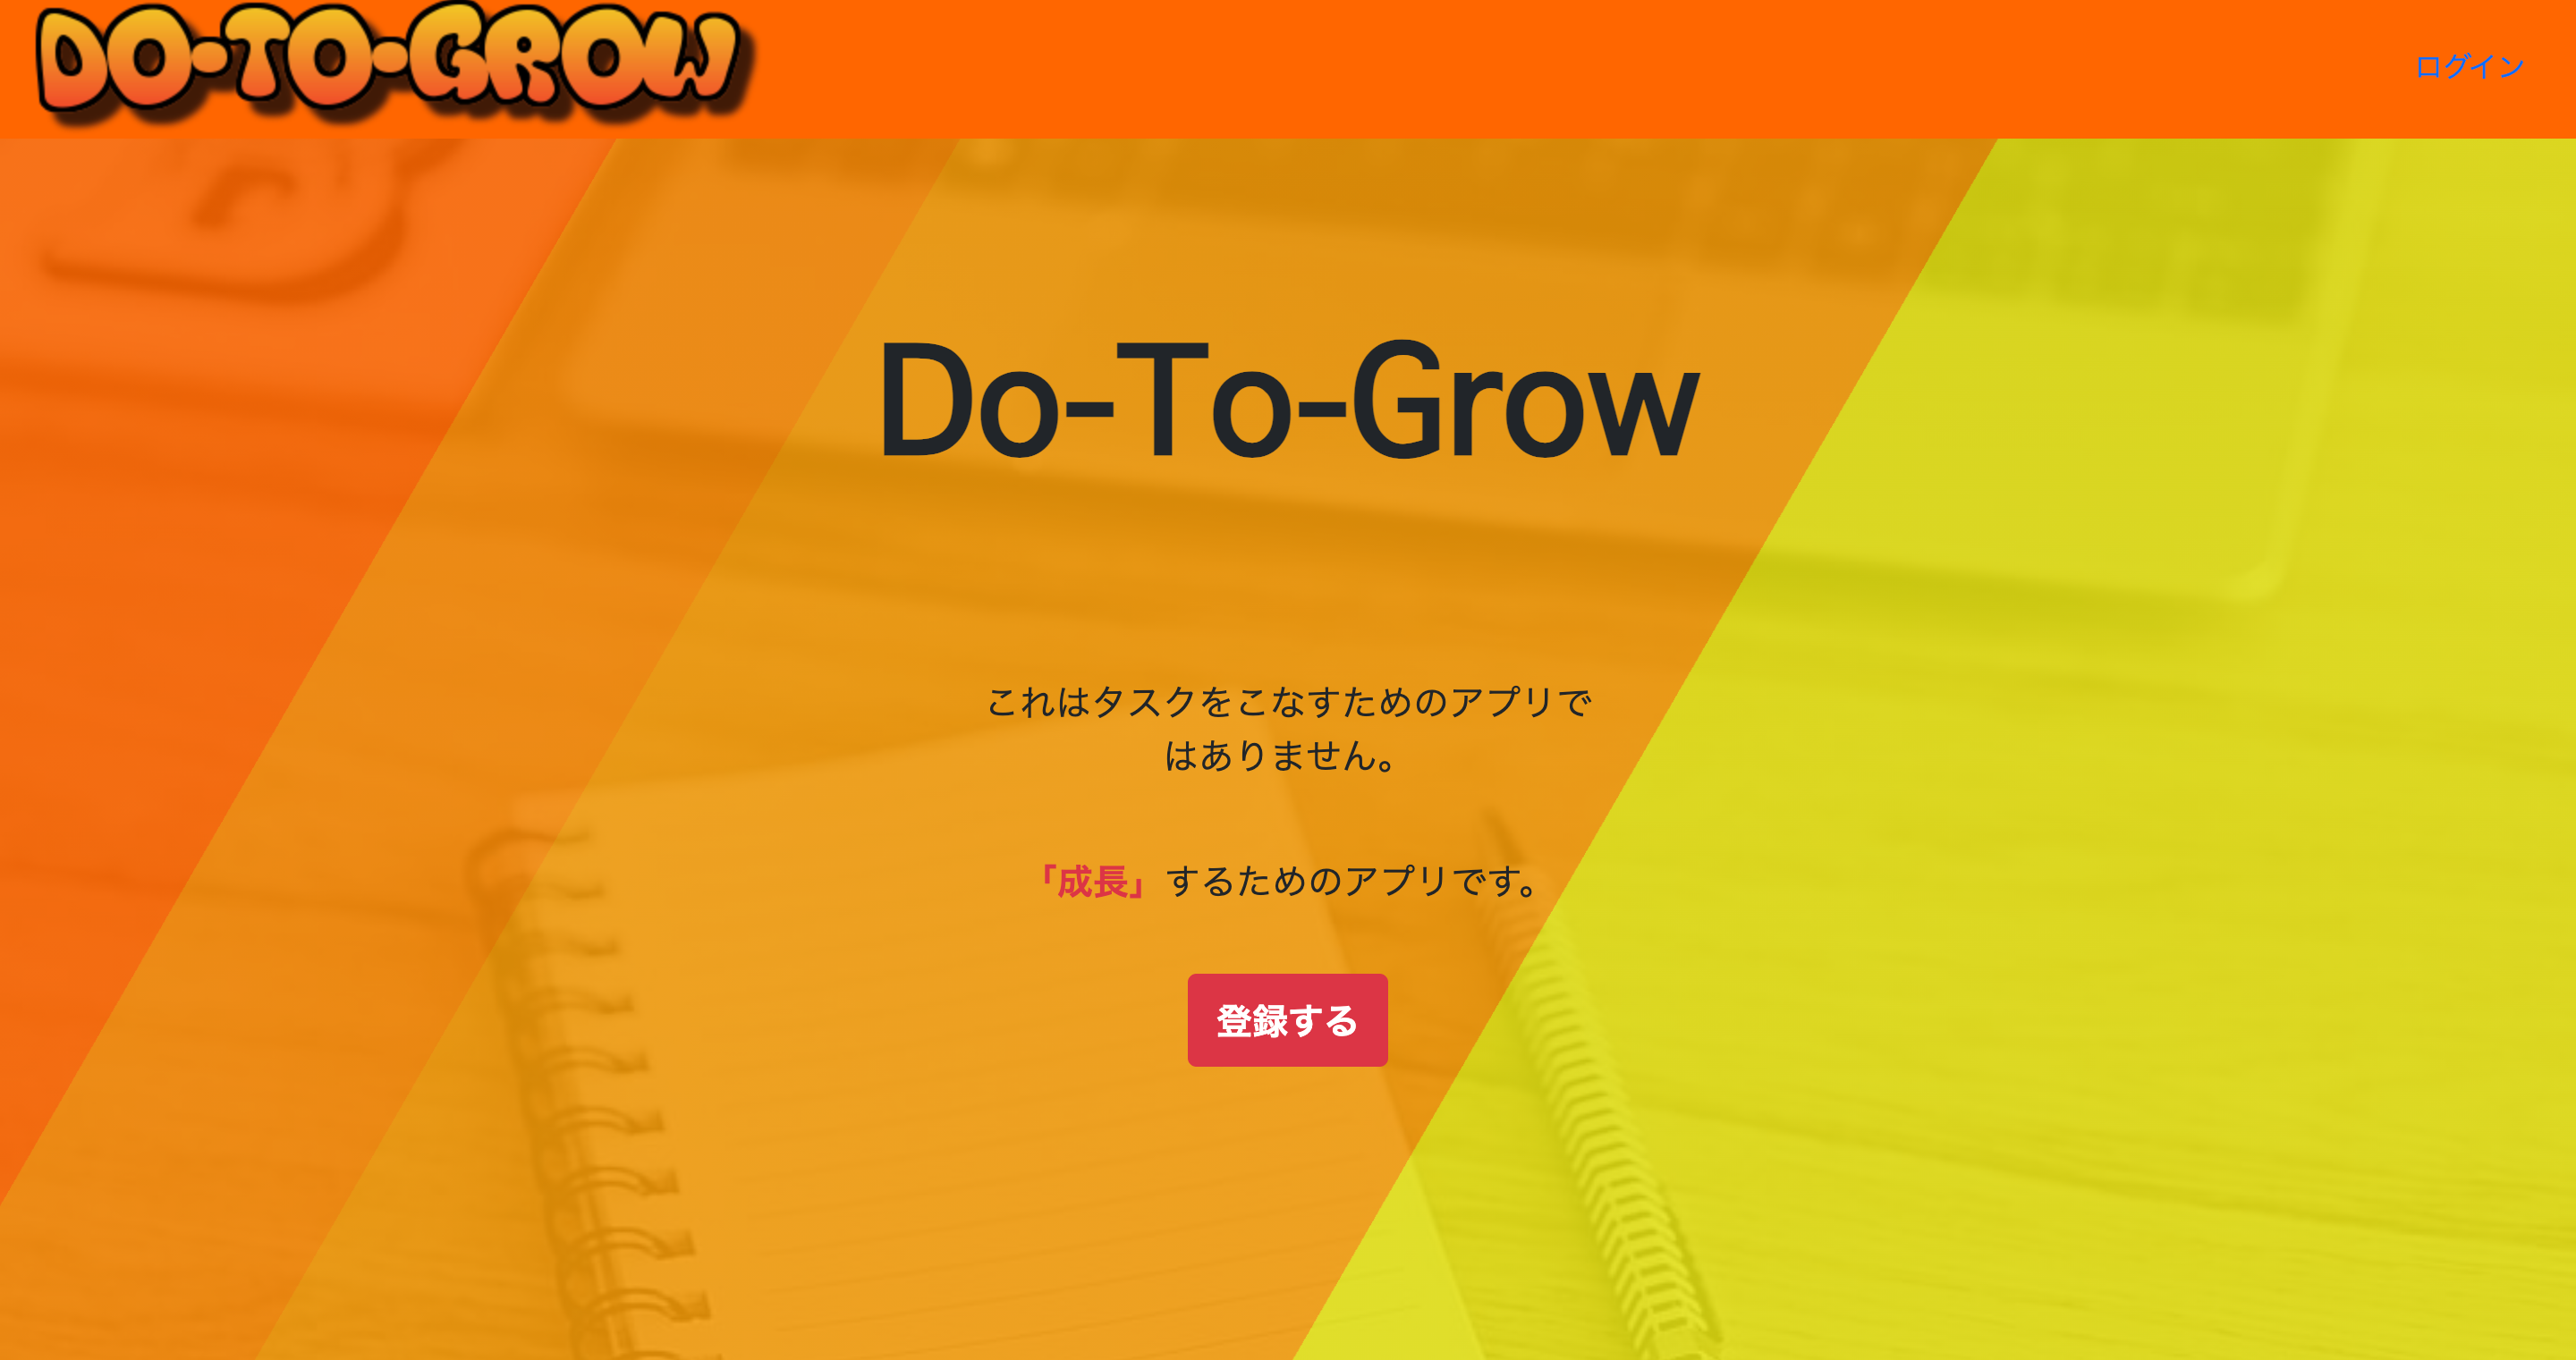 DO-TO-GROW
ログイン
Do-To-Grow
これはタスクをこなすためのアプリで
はありません。
「成長」するためのアプリです。
登録する